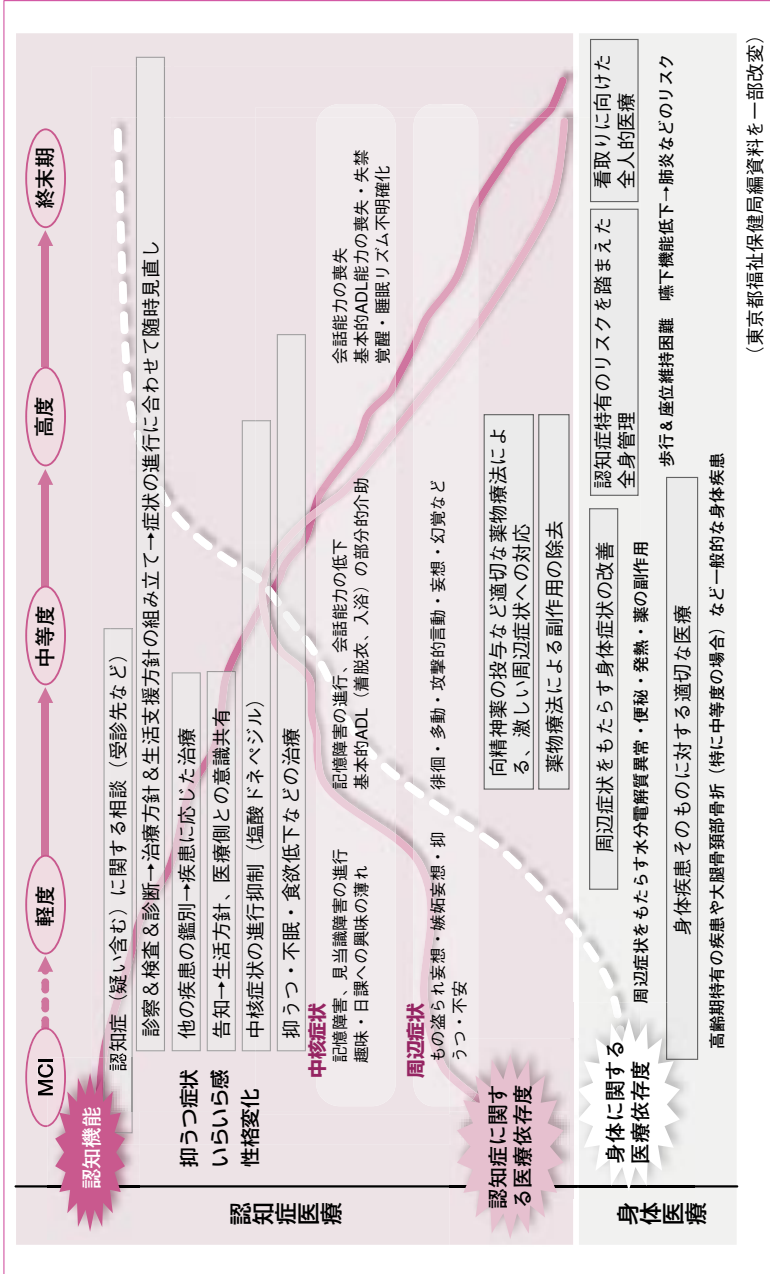 MCI
軽度
中等度
高度
終末期
認知機能
認知症医療
認知症（疑い含む）に関する相談（受診先など）
診察＆検査＆診断→治療方針＆生活支援方針の組み立て→症状の進行に合わせて随時見直し
抑うつ症状
いらいら感
性格変化
他の疾患の鑑別→疾患に応じた治療
告知→生活方針、医療側との意識共有
中核症状の進行抑制（塩酸ドネペジル）
抑うつ・不眠・食欲低下などの治療
中核症状
記憶障害、見当識障害の進行
趣味・日課への興味の薄れ
記憶障害の進行、会話能力の低下
基本的ADL（着脱衣、入浴）の部分的介助
会話能力の喪失
基本的ADL能力の喪失・失禁
覚醒・睡眠リズム不明確化
周辺症状
もの盗られ妄想・嫉妬妄想・抑
うつ・不安
徘徊・多動・攻撃的言動・妄想・幻覚など
認知症に関す
る医療依存度
向精神薬の投与など適切な薬物療法によ
る、激しい周辺症状への対応
薬物療法による副作用の除去
身体医療
身体に関する
医療依存度
周辺症状をもたらす身体症状の改善
周辺症状をもたらす水分電解質異常・便秘・発熱・薬の副作用
認知症特有のリスクを踏まえた
全身管理
看取りに向けた
全人的医療
歩行＆座位維持困難　嚥下機能低下→肺炎などのリスク
身体疾患そのものに対する適切な医療
高齢期特有の疾患や大腿骨頚部骨折（特に中等度の場合）など一般的な身体疾患
（東京都福祉保健局編資料を一部改変）